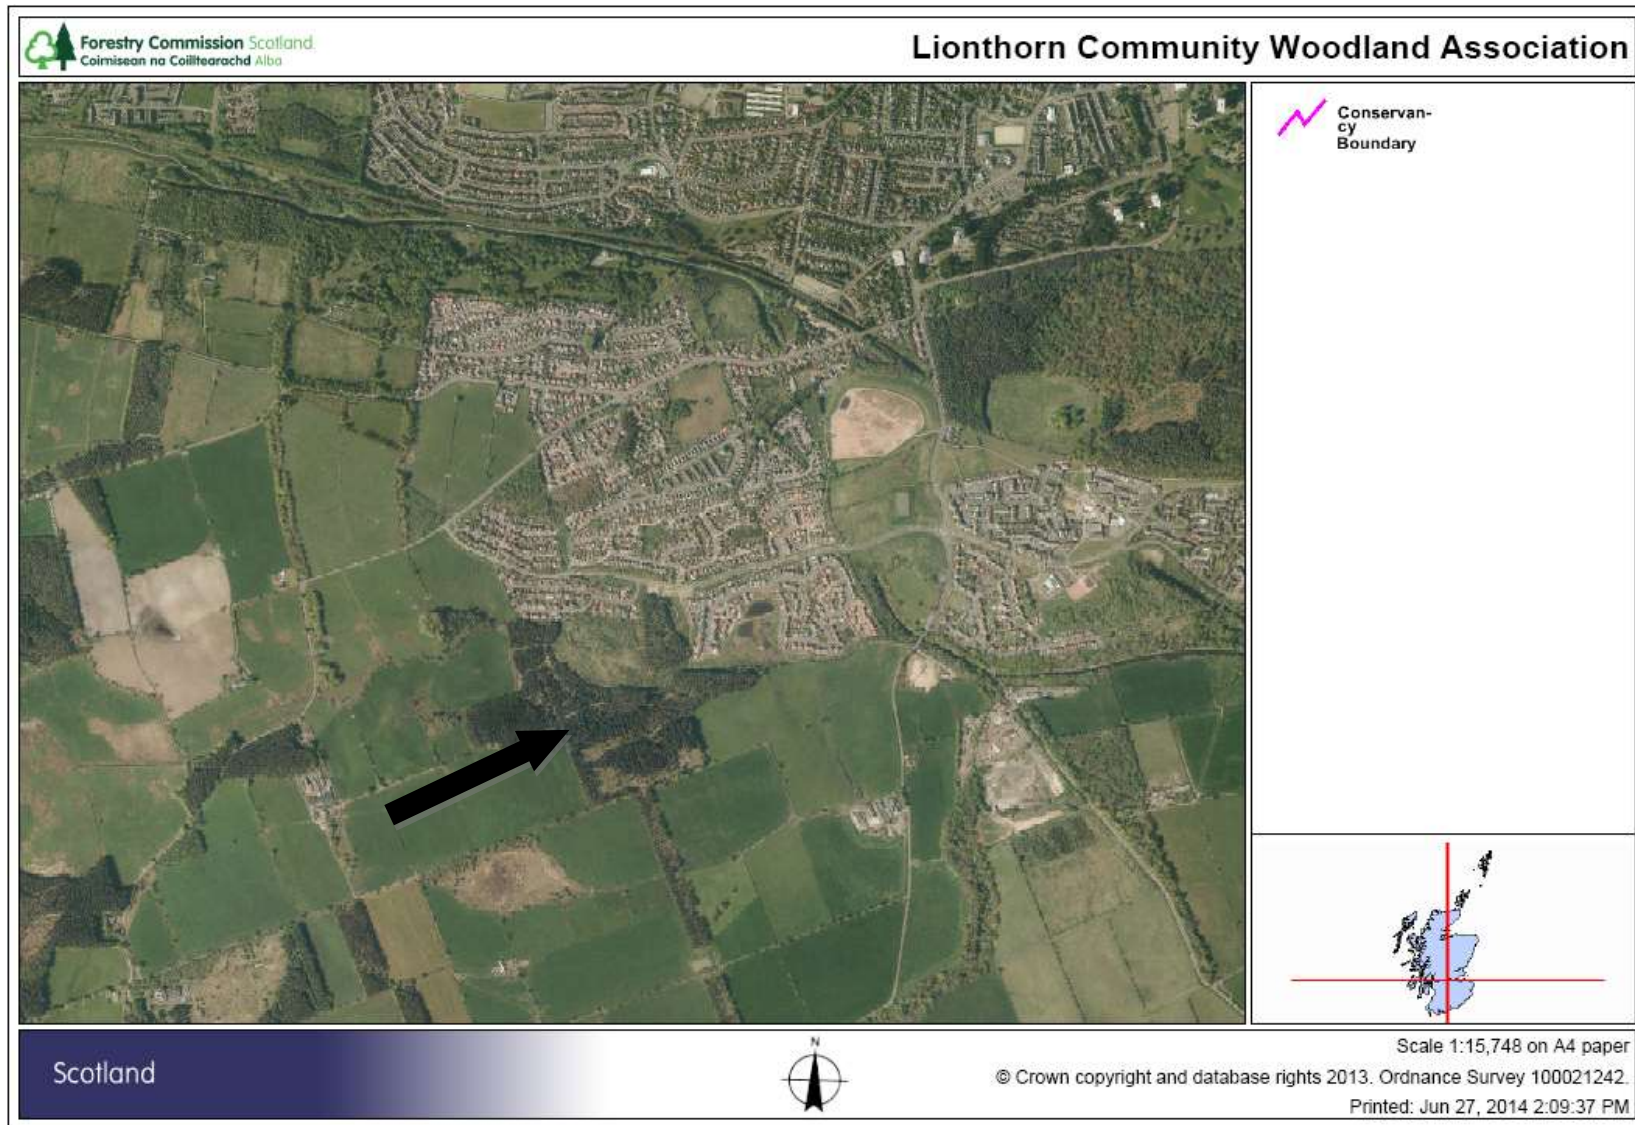 Forestry Commission Scotland
Coimisean na Coilltearachd Alba
Lionthorn Community Woodland Association
Conservan-
cy
Boundary
Scotland
N
Scale 1:15,748 on A4 paper
© Crown copyright and database rights 2013. Ordnance Survey 100021242.
Printed: Jun 27, 2014 2:09:37 PM